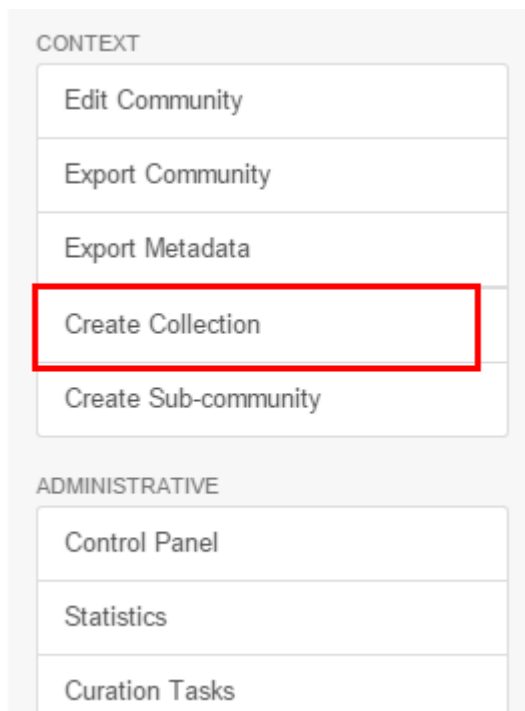 CONTEXT
Edit Community
Export Community
Export Metadata
Create Collection
Create Sub-community
ADMINISTRATIVE
Control Panel
Statistics
Curation Tasks